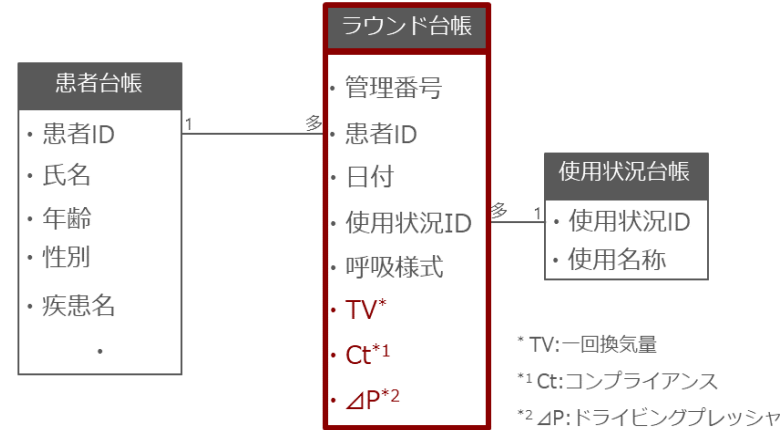 患者台帳
・患者ID
・氏名
・年齢
・性別
・疾患名
・
1
多
ラウンド台帳
・管理番号
・患者ID
・日付
・使用状況ID
・呼吸様式
・TV*
・Ct*1
・⊿P*2
多
1
使用状況台帳
・使用状況ID
・使用名称
* TV:一回換気量
*1 Ct:コンプライアンス
*2 ⊿P:ドライビングプレッシャ